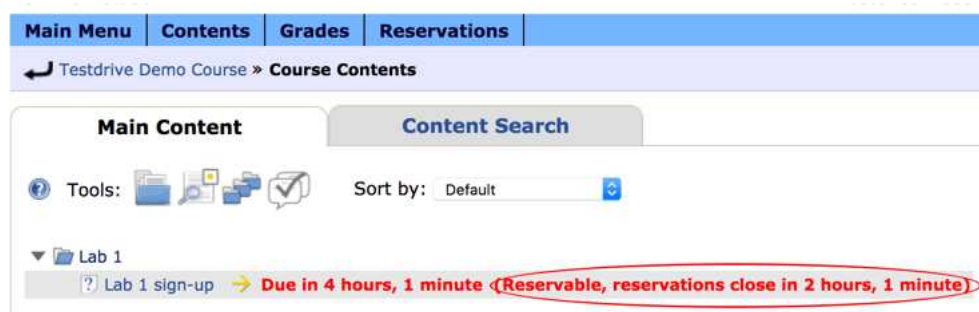 Main Menu Contents Grades Reservations
Testdrive Demo Course » Course Contents
Main Content Content Search
Tools: Sort by: Default
Lab 1
? Lab 1 sign-up Due in 4 hours, 1 minute (Reservable, reservations close in 2 hours, 1 minute)